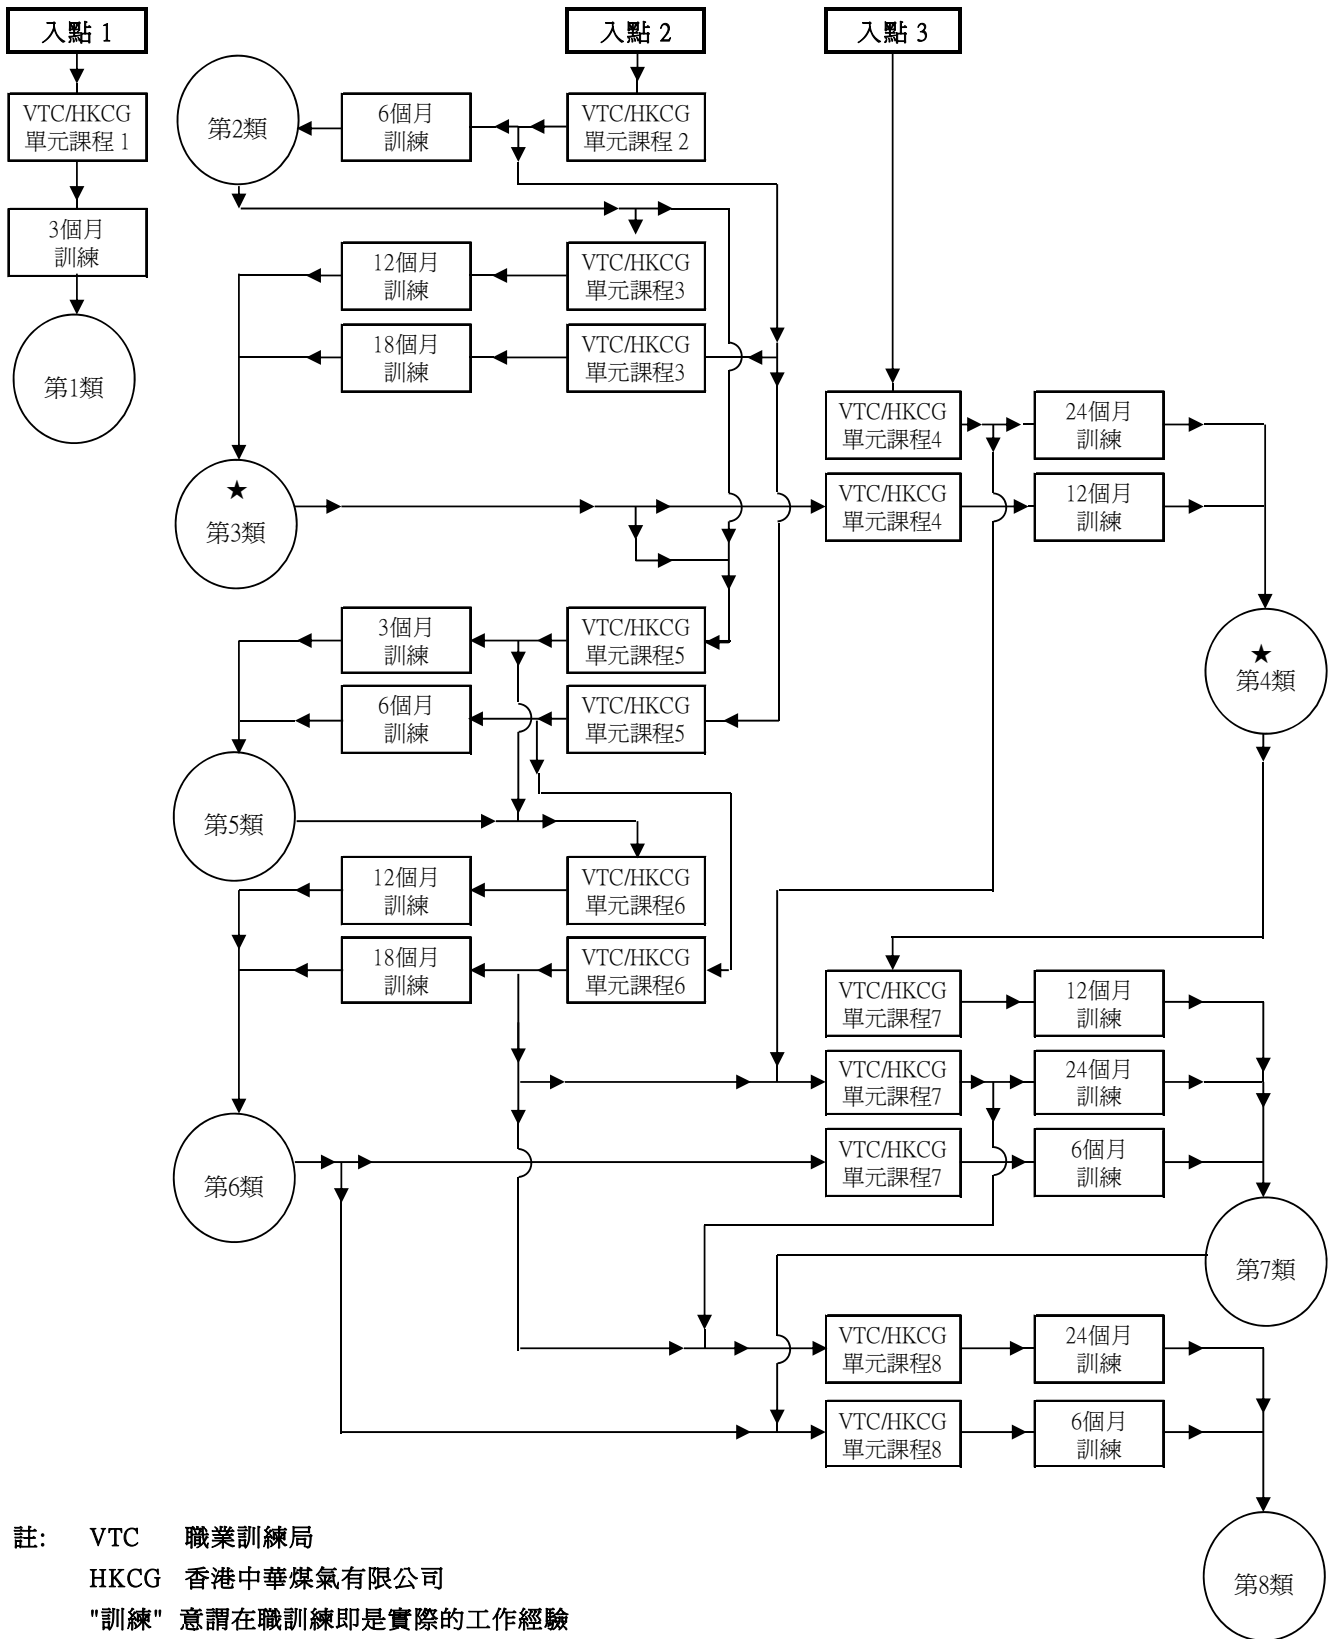 入點 1
入點 2
入點 3
VTC/HKCG
單元課程 1
第2類
6個月
訓練
VTC/HKCG
單元課程 2
3個月
訓練
12個月
訓練
VTC/HKCG
單元課程3
18個月
訓練
VTC/HKCG
單元課程3
第1類
VTC/HKCG
單元課程4
24個月
訓練
★
第3類
VTC/HKCG
單元課程4
12個月
訓練
3個月
訓練
VTC/HKCG
單元課程5
★
第4類
6個月
訓練
VTC/HKCG
單元課程5
第5類
12個月
訓練
VTC/HKCG
單元課程6
18個月
訓練
VTC/HKCG
單元課程6
VTC/HKCG
單元課程7
12個月
訓練
VTC/HKCG
單元課程7
24個月
訓練
第6類
VTC/HKCG
單元課程7
6個月
訓練
第7類
VTC/HKCG
單元課程8
24個月
訓練
VTC/HKCG
單元課程8
6個月
訓練
第8類
註: VTC 職業訓練局
HKCG 香港中華煤氣有限公司
"訓練" 意謂在職訓練即是實際的工作經驗